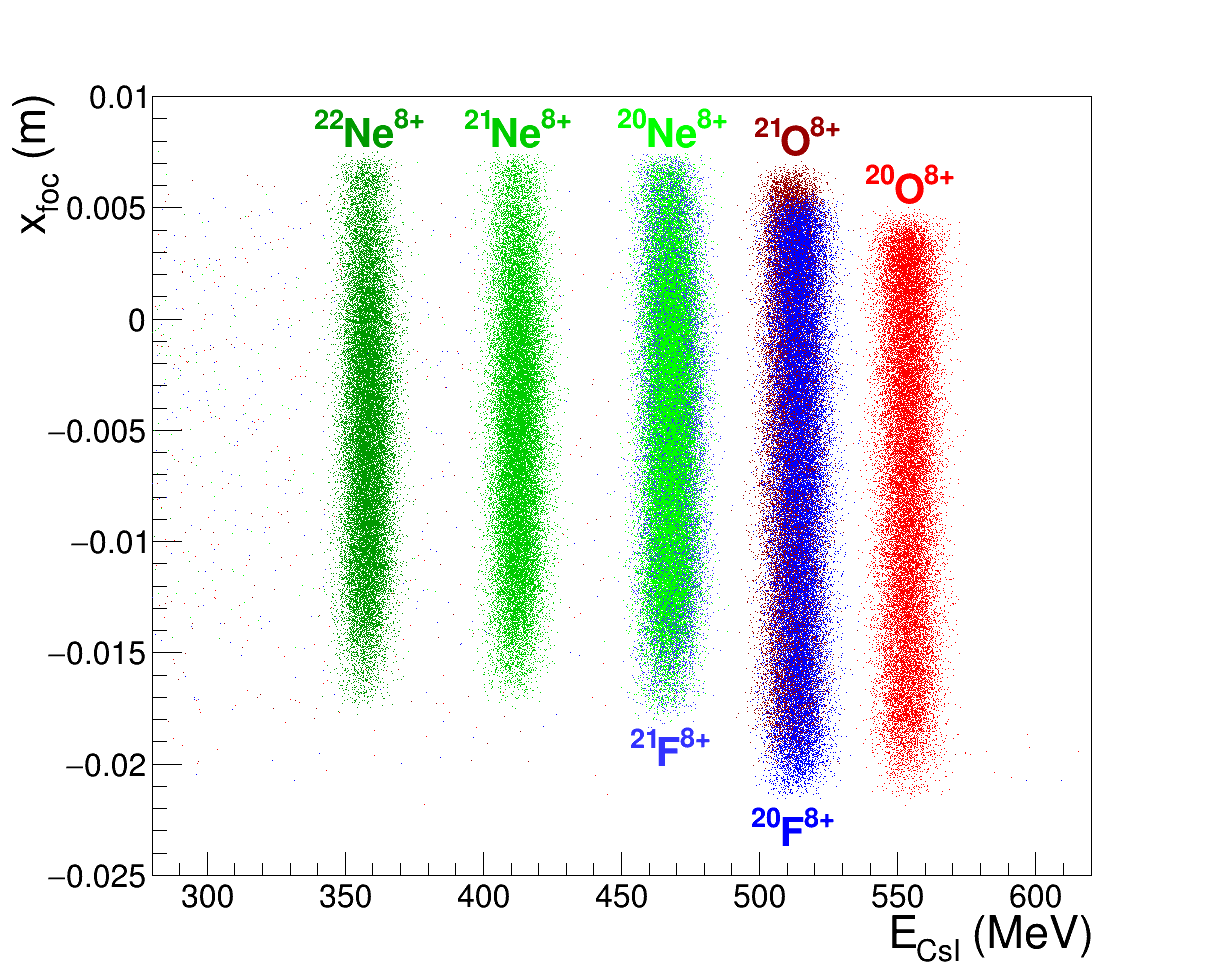 0.01
0.005
0
−0.005
−0.01
−0.015
−0.02
−0.025
x_foc (m)
²²Ne⁸⁺ ²¹Ne⁸⁺ ²⁰Ne⁸⁺ ²¹O⁸⁺
²⁰O⁸⁺
²¹F⁸⁺
²⁰F⁸⁺
300 350 400 450 500 550 600
E_CsI (MeV)